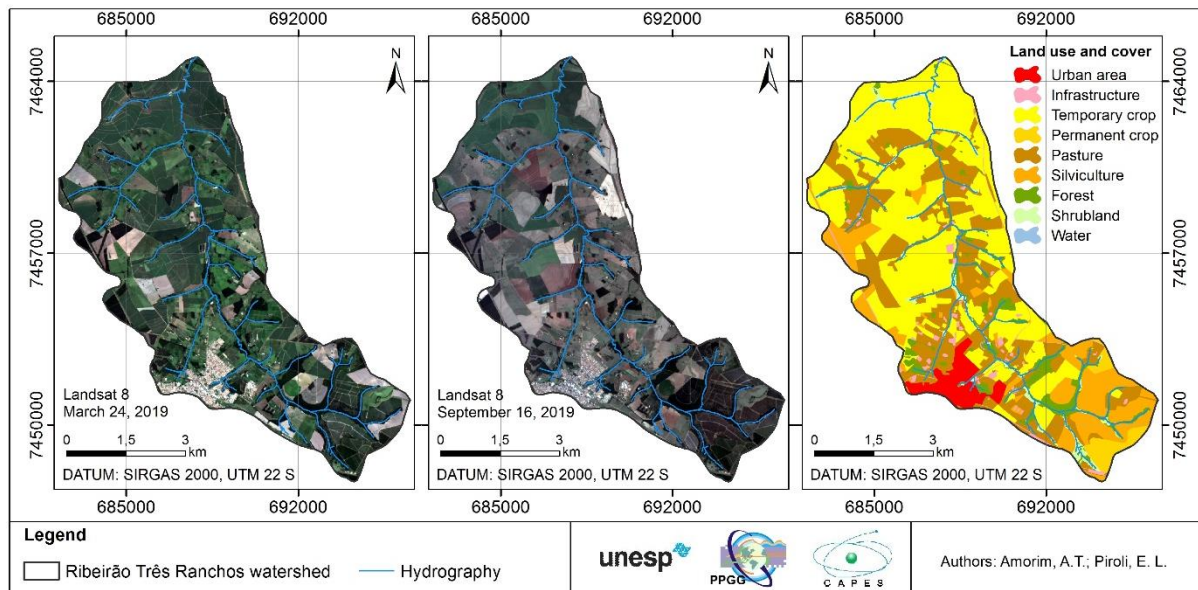 685000 692000 685000 692000 685000 692000
7464000
7457000
7450000
N
Landsat 8
March 24, 2019
0 1,5 3
km
DATUM: SIRGAS 2000, UTM 22 S
N
Landsat 8
September 16, 2019
0 1,5 3
km
DATUM: SIRGAS 2000, UTM 22 S
Land use and cover
Urban area
Infrastructure
Temporary crop
Permanent crop
Pasture
Silviculture
Forest
Shrubland
Water
0 1,5 3
km
DATUM: SIRGAS 2000, UTM 22 S
7464000
7457000
7450000
685000 692000 685000 692000 685000 692000
Legend
Ribeirão Três Ranchos watershed
Hydrography
unesp
PPGG
CAPES
Authors: Amorim, A.T.; Piroli, E. L.